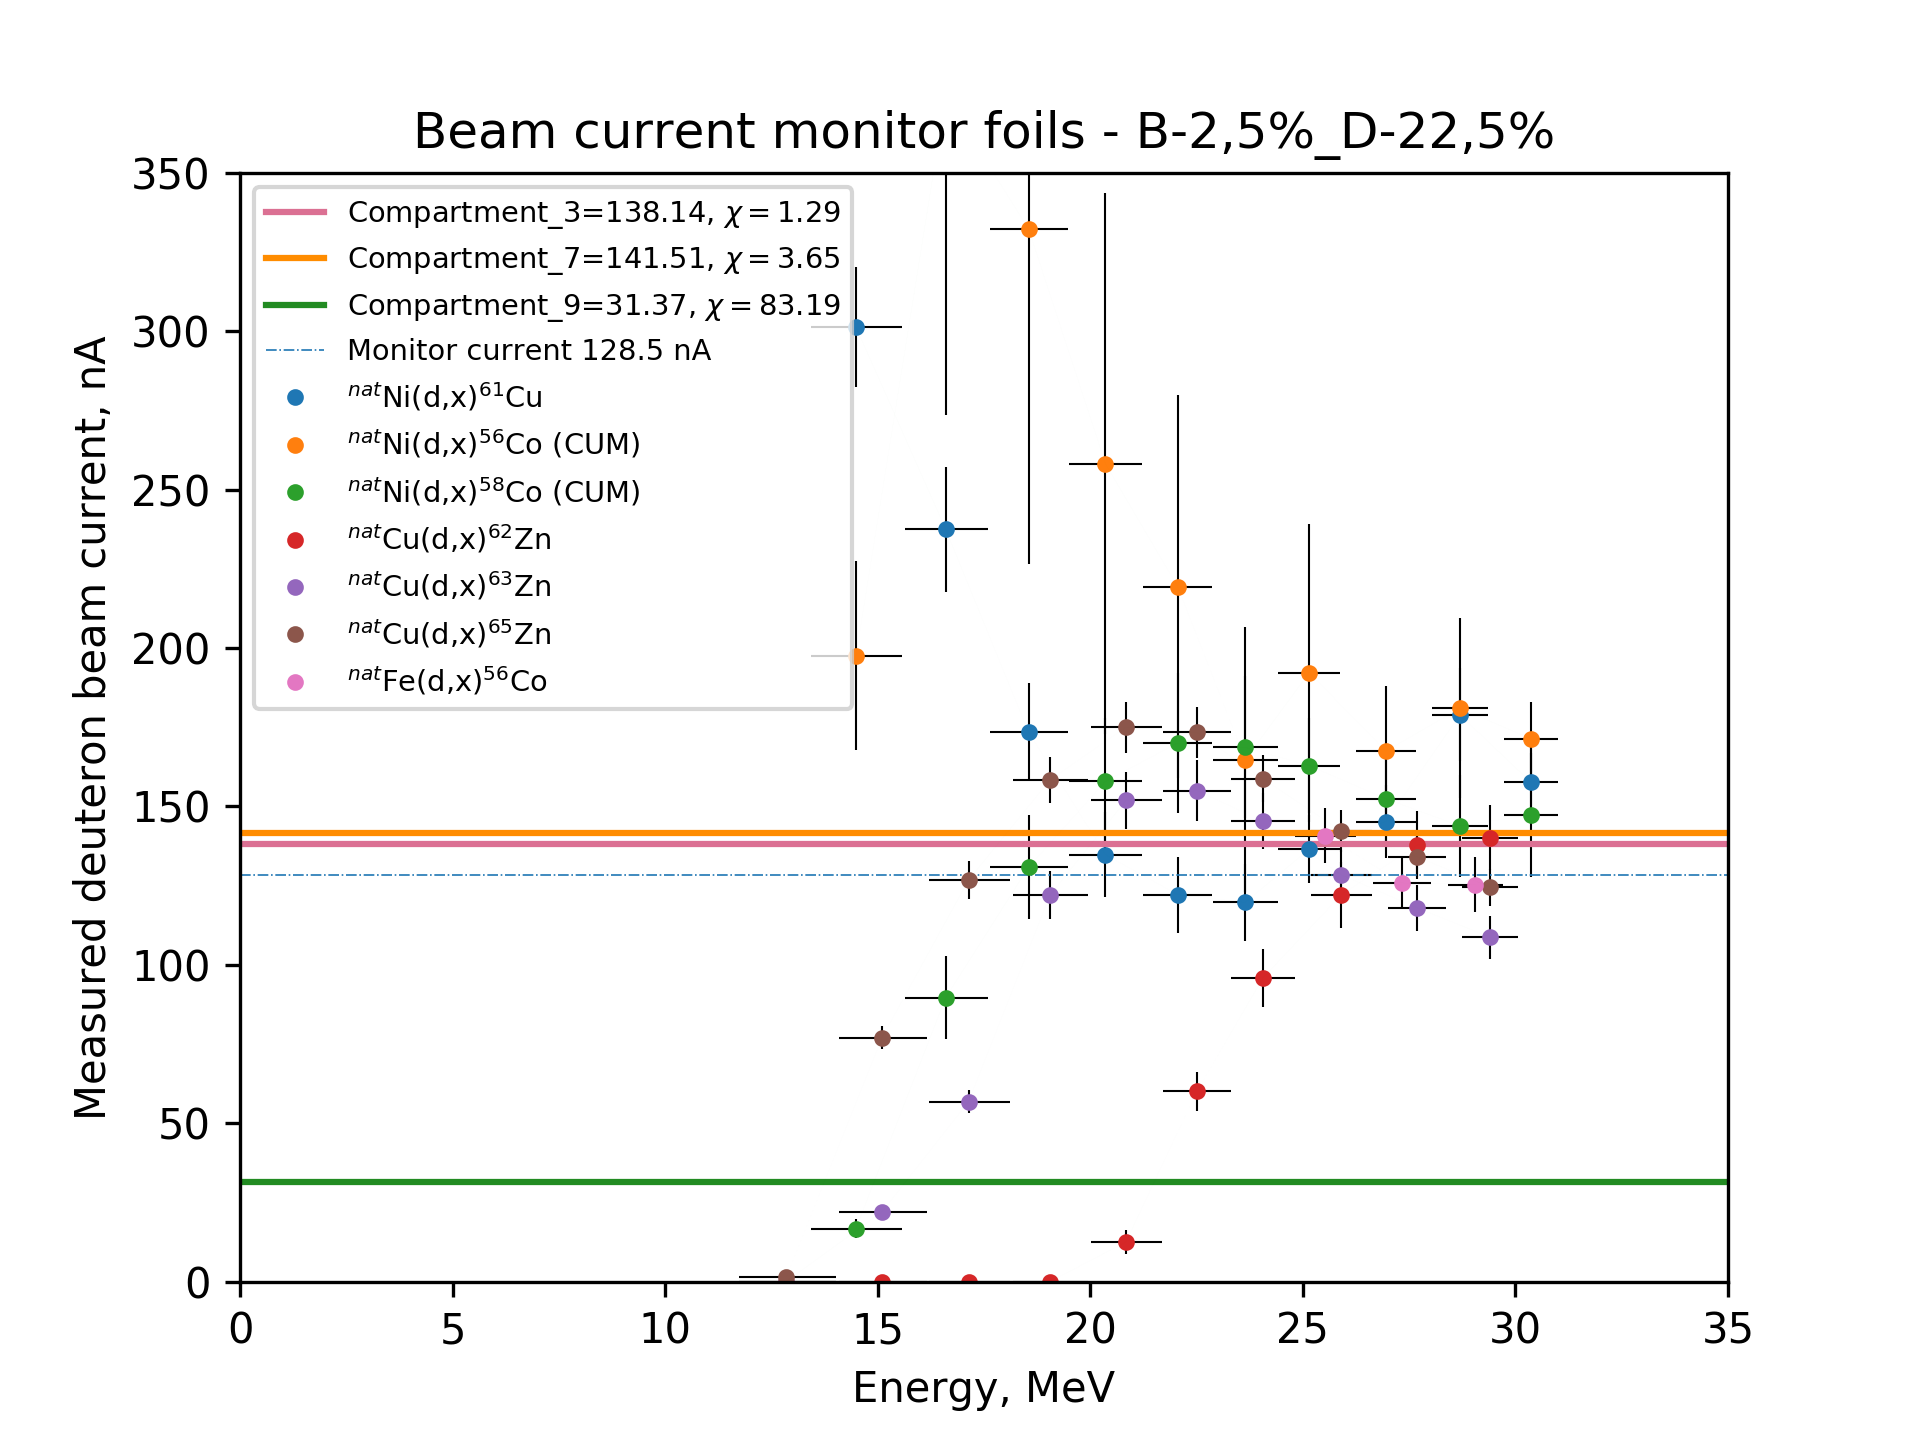 Beam current monitor foils - B-2,5%_D-22,5%
Measured deuteron beam current, nA
350
300
250
200
150
100
50
0
Compartment_3=138.14, χ = 1.29
Compartment_7=141.51, χ = 3.65
Compartment_9=31.37, χ = 83.19
Monitor current 128.5 nA
natNi(d,x)61Cu
natNi(d,x)56Co (CUM)
natNi(d,x)58Co (CUM)
natCu(d,x)62Zn
natCu(d,x)63Zn
natCu(d,x)65Zn
natFe(d,x)56Co
0 5 10 15 20 25 30 35
Energy, MeV